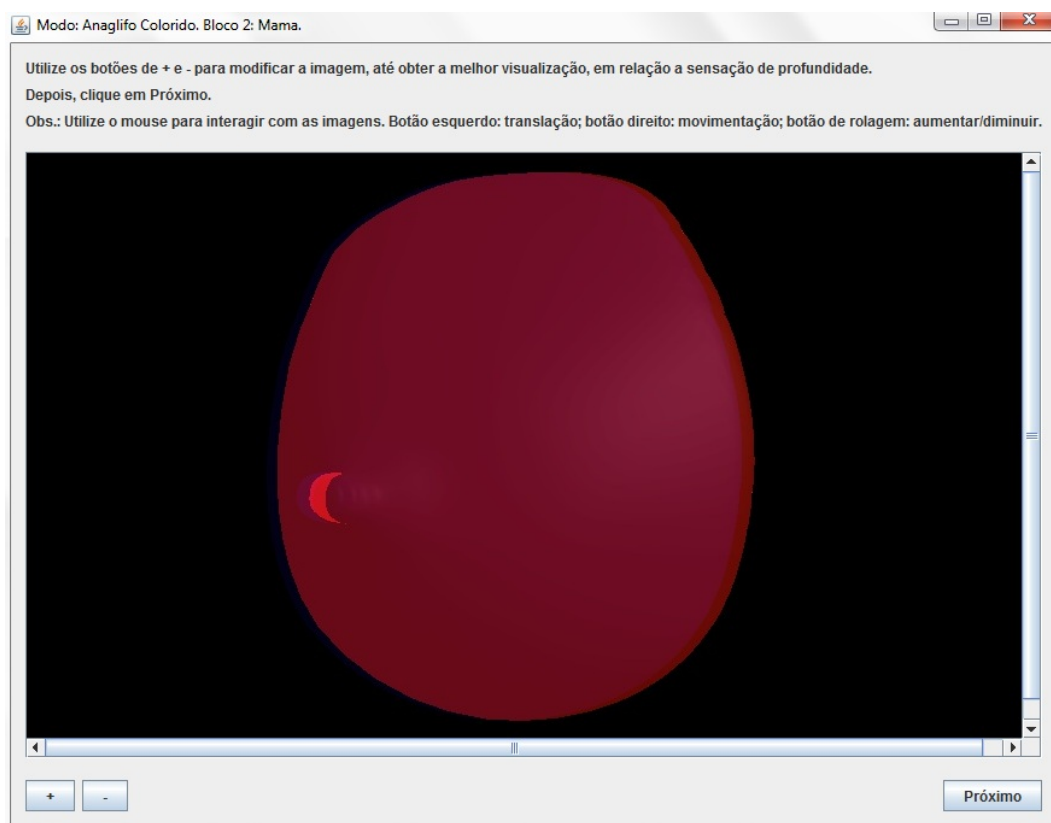 Modo: Anaglifo Colorido. Bloco 2: Mama.
Utilize os botões de + e - para modificar a imagem, até obter a melhor visualização, em relação a sensação de profundidade.
Depois, clique em Próximo.
Obs.: Utilize o mouse para interagir com as imagens. Botão esquerdo: translação; botão direito: movimentação; botão de rolagem: aumentar/diminuir.
+ - Próximo